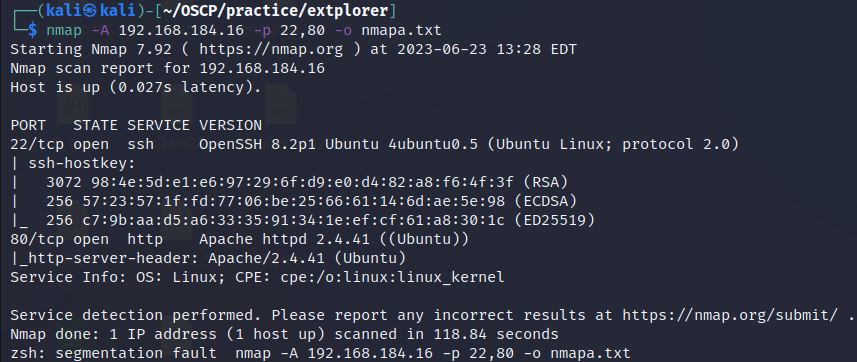 ┌──(kali㉿kali)-[~/OSCP/practice/extplorer]
└─$ nmap -A 192.168.184.16 -p 22,80 -o nmapa.txt
Starting Nmap 7.92 ( https://nmap.org ) at 2023-06-23 13:28 EDT
Nmap scan report for 192.168.184.16
Host is up (0.027s latency).

PORT   STATE SERVICE VERSION
22/tcp open  ssh     OpenSSH 8.2p1 Ubuntu 4ubuntu0.5 (Ubuntu Linux; protocol 2.0)
| ssh-hostkey:
|   3072 98:4e:5d:e1:e6:97:29:6f:d9:e0:d4:82:a8:f6:4f:3f (RSA)
|   256 57:23:57:1f:fd:77:06:be:25:66:61:14:6d:ae:5e:98 (ECDSA)
|_  256 c7:9b:aa:d5:a6:33:35:91:34:1e:ef:cf:61:a8:30:1c (ED25519)
80/tcp open  http    Apache httpd 2.4.41 ((Ubuntu))
|_http-server-header: Apache/2.4.41 (Ubuntu)
Service Info: OS: Linux; CPE: cpe:/o:linux:linux_kernel

Service detection performed. Please report any incorrect results at https://nmap.org/submit/ .
Nmap done: 1 IP address (1 host up) scanned in 118.84 seconds
zsh: segmentation fault  nmap -A 192.168.184.16 -p 22,80 -o nmapa.txt